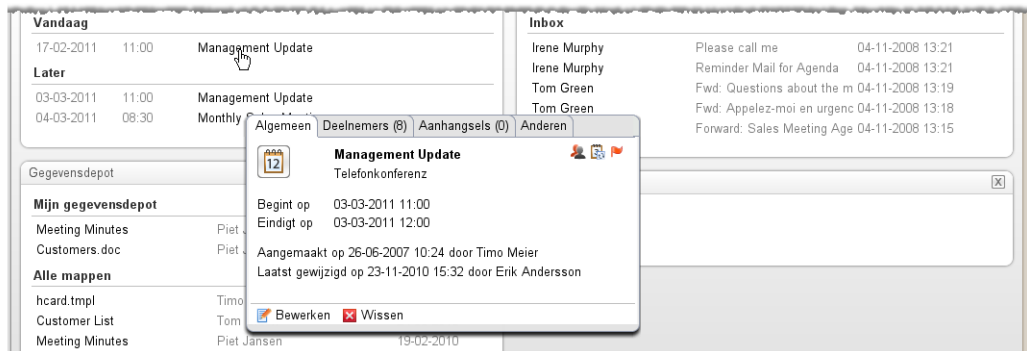 Vandaag
17-02-2011 11:00 Management Update
Later
03-03-2011 11:00 Management Update
04-03-2011 08:30 Monthly
Inbox
Irene Murphy Please call me 04-11-2008 13:21
Irene Murphy Reminder Mail for Agenda 04-11-2008 13:21
Tom Green Fwd: Questions about the m 04-11-2008 13:19
Tom Green Fwd: Appelez-moi en urgenc 04-11-2008 13:18
Forward: Sales Meeting Age 04-11-2008 13:15
Algemeen Deelnemers (8) Aanhangsels (0) Anderen
12 Management Update
Telefonkonferenz
Begint op 03-03-2011 11:00
Eindigt op 03-03-2011 12:00
Aangemaakt op 26-06-2007 10:24 door Timo Meier
Laatst gewijzigd op 23-11-2010 15:32 door Erik Andersson
Bewerken Wissen
Gegevensdepot
Mijn gegevensdepot
Meeting Minutes Piet
Customers.doc Piet
Alle mappen
hcard.tmpl Timo
Customer List Tom
Meeting Minutes Piet Jansen 19-02-2010